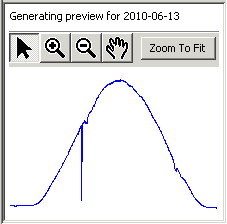 Generating preview for 2010-06-13
Zoom To Fit